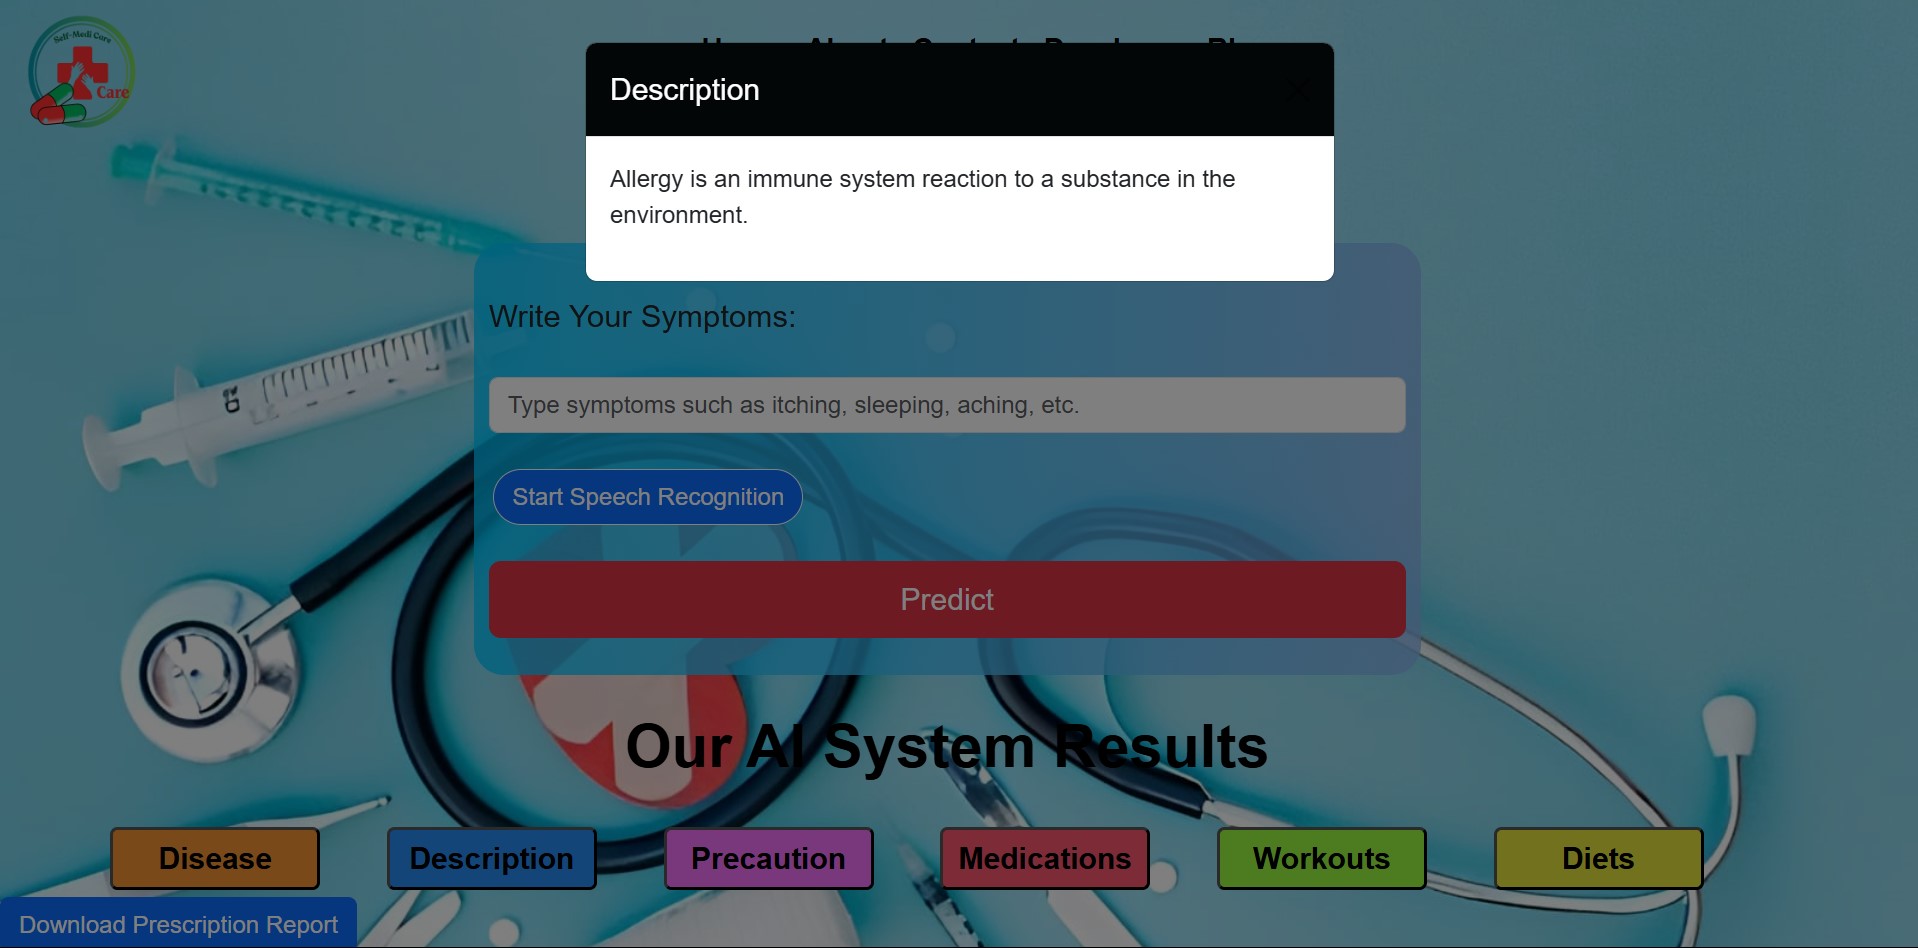 Self-Medi Care
Care
Description
Allergy is an immune system reaction to a substance in the
environment.
Write Your Symptoms:
Type symptoms such as itching, sleeping, aching, etc.
Start Speech Recognition
Predict
Our AI System Results
Disease
Description
Precaution
Medications
Workouts
Diets
Download Prescription Report